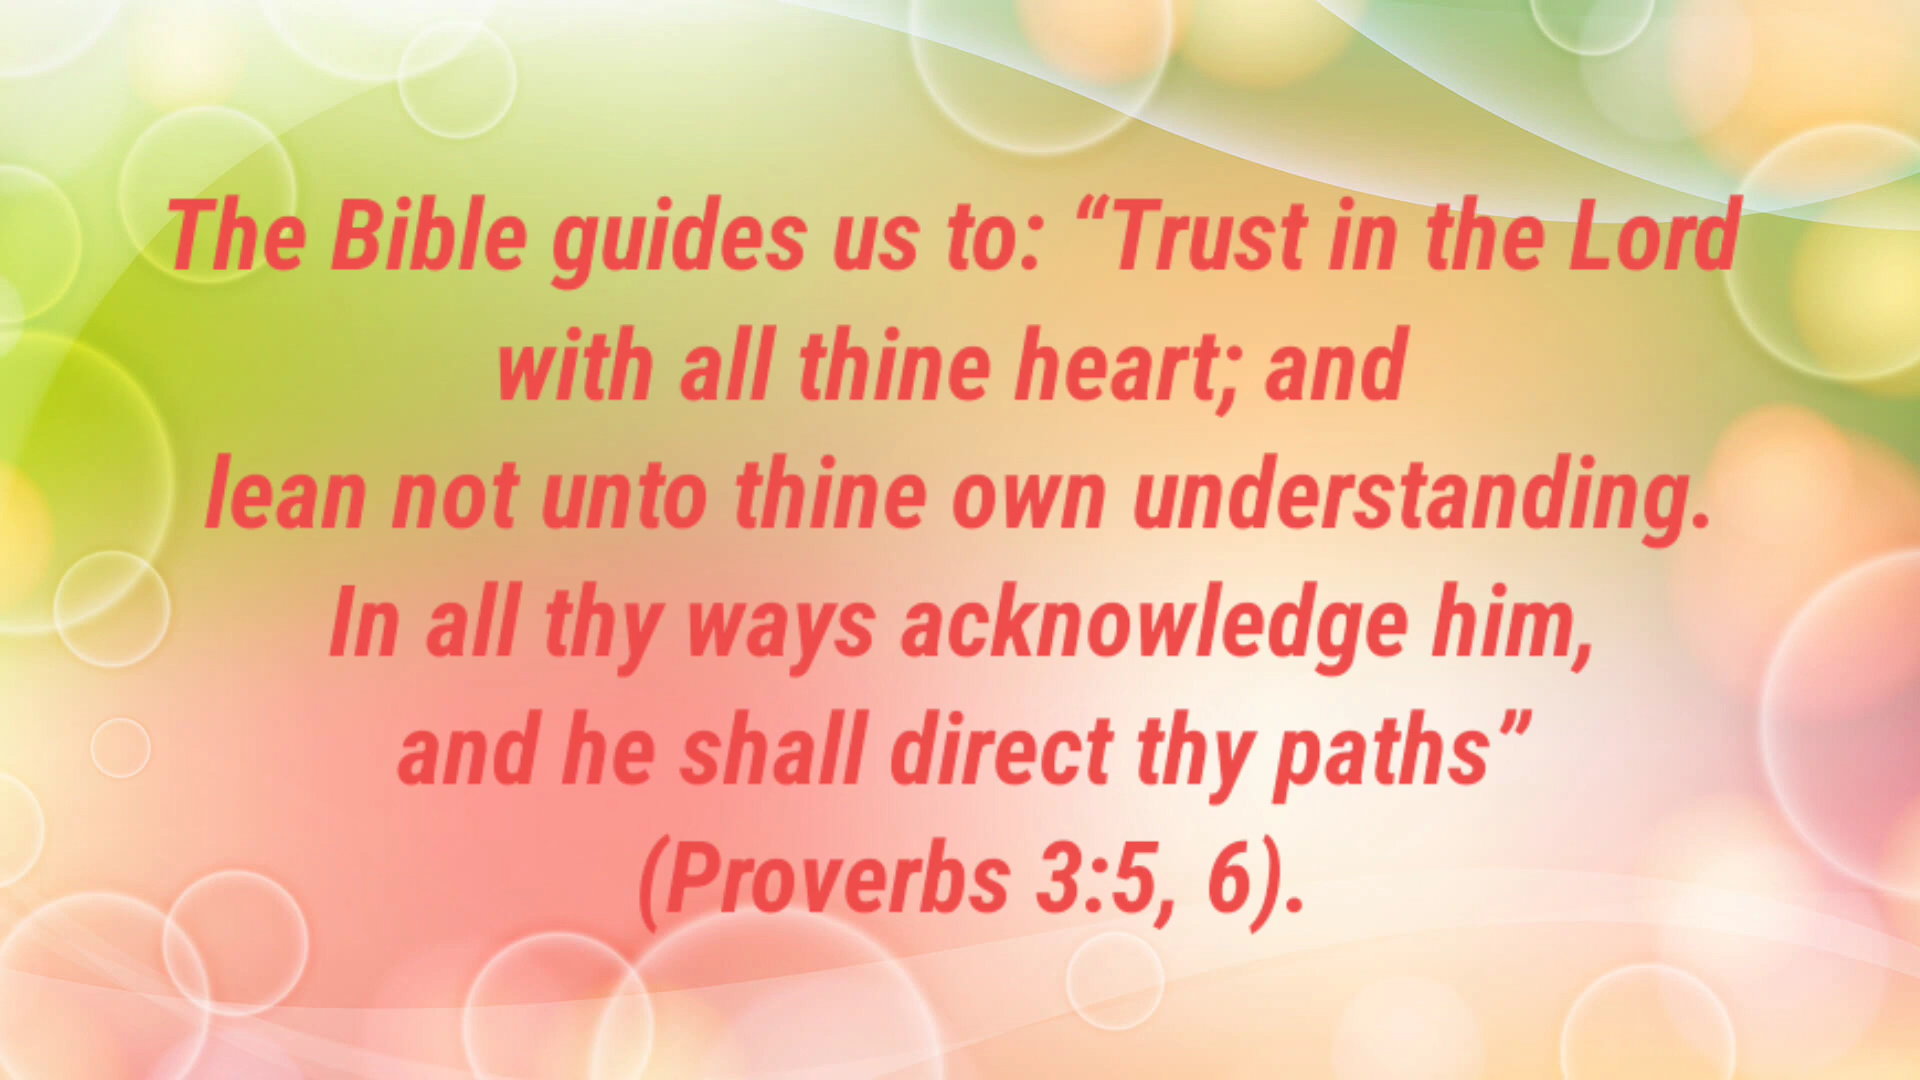 The Bible guides us to: “Trust in the Lord
with all thine heart; and
lean not unto thine own understanding.
In all thy ways acknowledge him,
and he shall direct thy paths”
(Proverbs 3:5, 6).